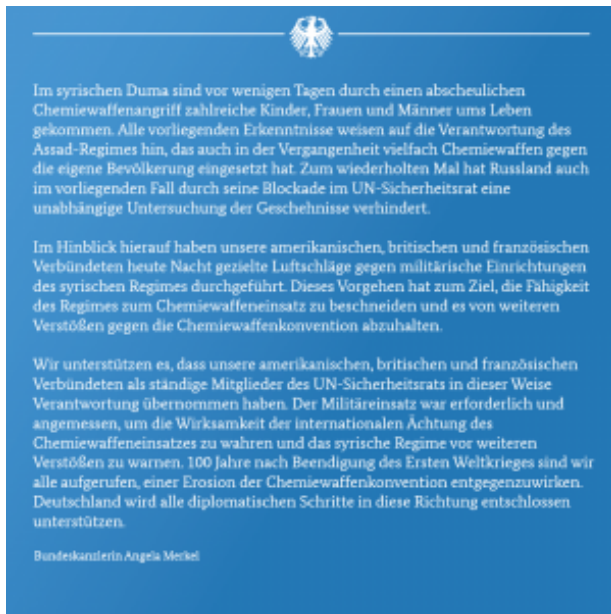 Im syrischen Duma sind vor wenigen Tagen durch einen abscheulichen
Chemiewaffenangriff zahlreiche Kinder, Frauen und Männer ums Leben
gekommen. Alle vorliegenden Erkenntnisse weisen auf die Verantwortung des
Assad-Regimes hin, das auch in der Vergangenheit vielfach Chemiewaffen gegen
die eigene Bevölkerung eingesetzt hat. Zum wiederholten Mal hat Russland auch
im vorliegenden Fall durch seine Blockade im UN-Sicherheitsrat eine
unabhängige Untersuchung der Geschehnisse verhindert.
Im Hinblick hierauf haben unsere amerikanischen, britischen und französischen
Verbündeten heute Nacht gezielte Luftschläge gegen militärische Einrichtungen
des syrischen Regimes durchgeführt. Dieses Vorgehen hat zum Ziel, die Fähigkeit
des Regimes zum Chemiewaffeneinsatz zu beschneiden und es von weiteren
Verstößen gegen die Chemiewaffenkonvention abzuhalten.
Wir unterstützen es, dass unsere amerikanischen, britischen und französischen
Verbündeten als ständige Mitglieder des UN-Sicherheitsrats in dieser Weise
Verantwortung übernommen haben. Der Militäreinsatz war erforderlich und
angemessen, um die Wirksamkeit der internationalen Ächtung des
Chemiewaffeneinsatzes zu wahren und das syrische Regime vor weiteren
Verstößen zu warnen. 100 Jahre nach Beendigung des Ersten Weltkrieges sind wir
alle aufgerufen, einer Erosion der Chemiewaffenkonvention entgegenzuwirken.
Deutschland wird alle diplomatischen Schritte in diese Richtung entschlossen
unterstützen.
Bundeskanzlerin Angela Merkel